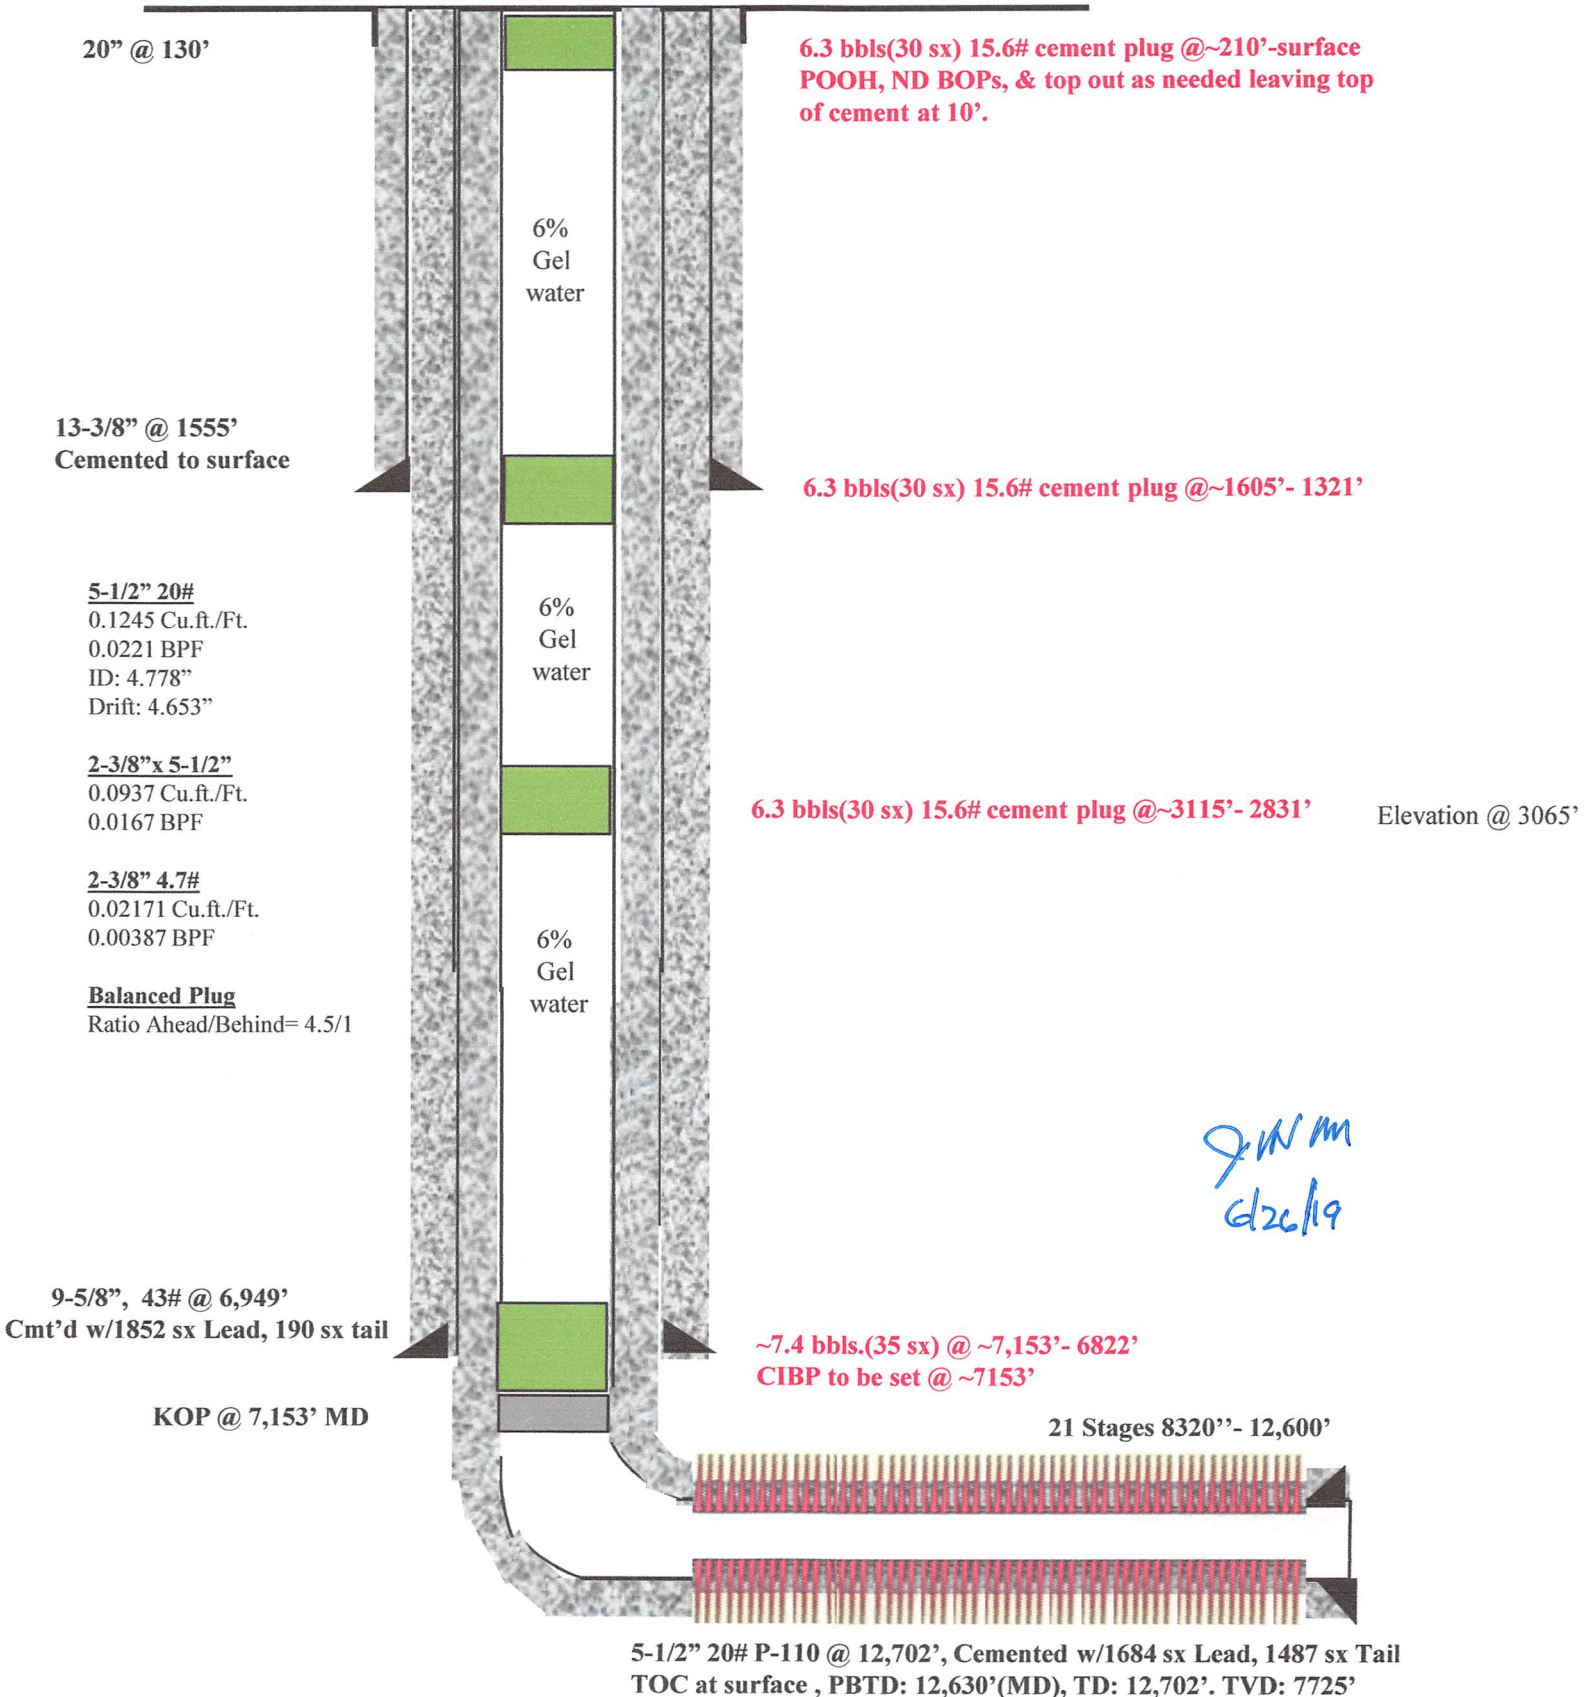 20” @ 130’
6.3 bbls(30 sx) 15.6# cement plug @~210’-surface
POOH, ND BOPs, & top out as needed leaving top
of cement at 10’.
6%
Gel
water
13-3/8” @ 1555’
Cemented to surface
6.3 bbls(30 sx) 15.6# cement plug @~1605’- 1321’
5-1/2” 20#
0.1245 Cu.ft./Ft.
0.0221 BPF
ID: 4.778”
Drift: 4.653”
6%
Gel
water
2-3/8”x 5-1/2”
0.0937 Cu.ft./Ft.
0.0167 BPF
6.3 bbls(30 sx) 15.6# cement plug @~3115’- 2831’
Elevation @ 3065’
2-3/8” 4.7#
0.02171 Cu.ft./Ft.
0.00387 BPF
6%
Gel
water
Balanced Plug
Ratio Ahead/Behind= 4.5/1
6/26/19
9-5/8”, 43# @ 6,949’
Cmt’d w/1852 sx Lead, 190 sx tail
~7.4 bbls.(35 sx) @ ~7,153’- 6822’
CIBP to be set @ ~7153’
KOP @ 7,153’ MD
21 Stages 8320’’- 12,600’
5-1/2” 20# P-110 @ 12,702’, Cemented w/1684 sx Lead, 1487 sx Tail
TOC at surface , PBTD: 12,630’(MD), TD: 12,702’. TVD: 7725’